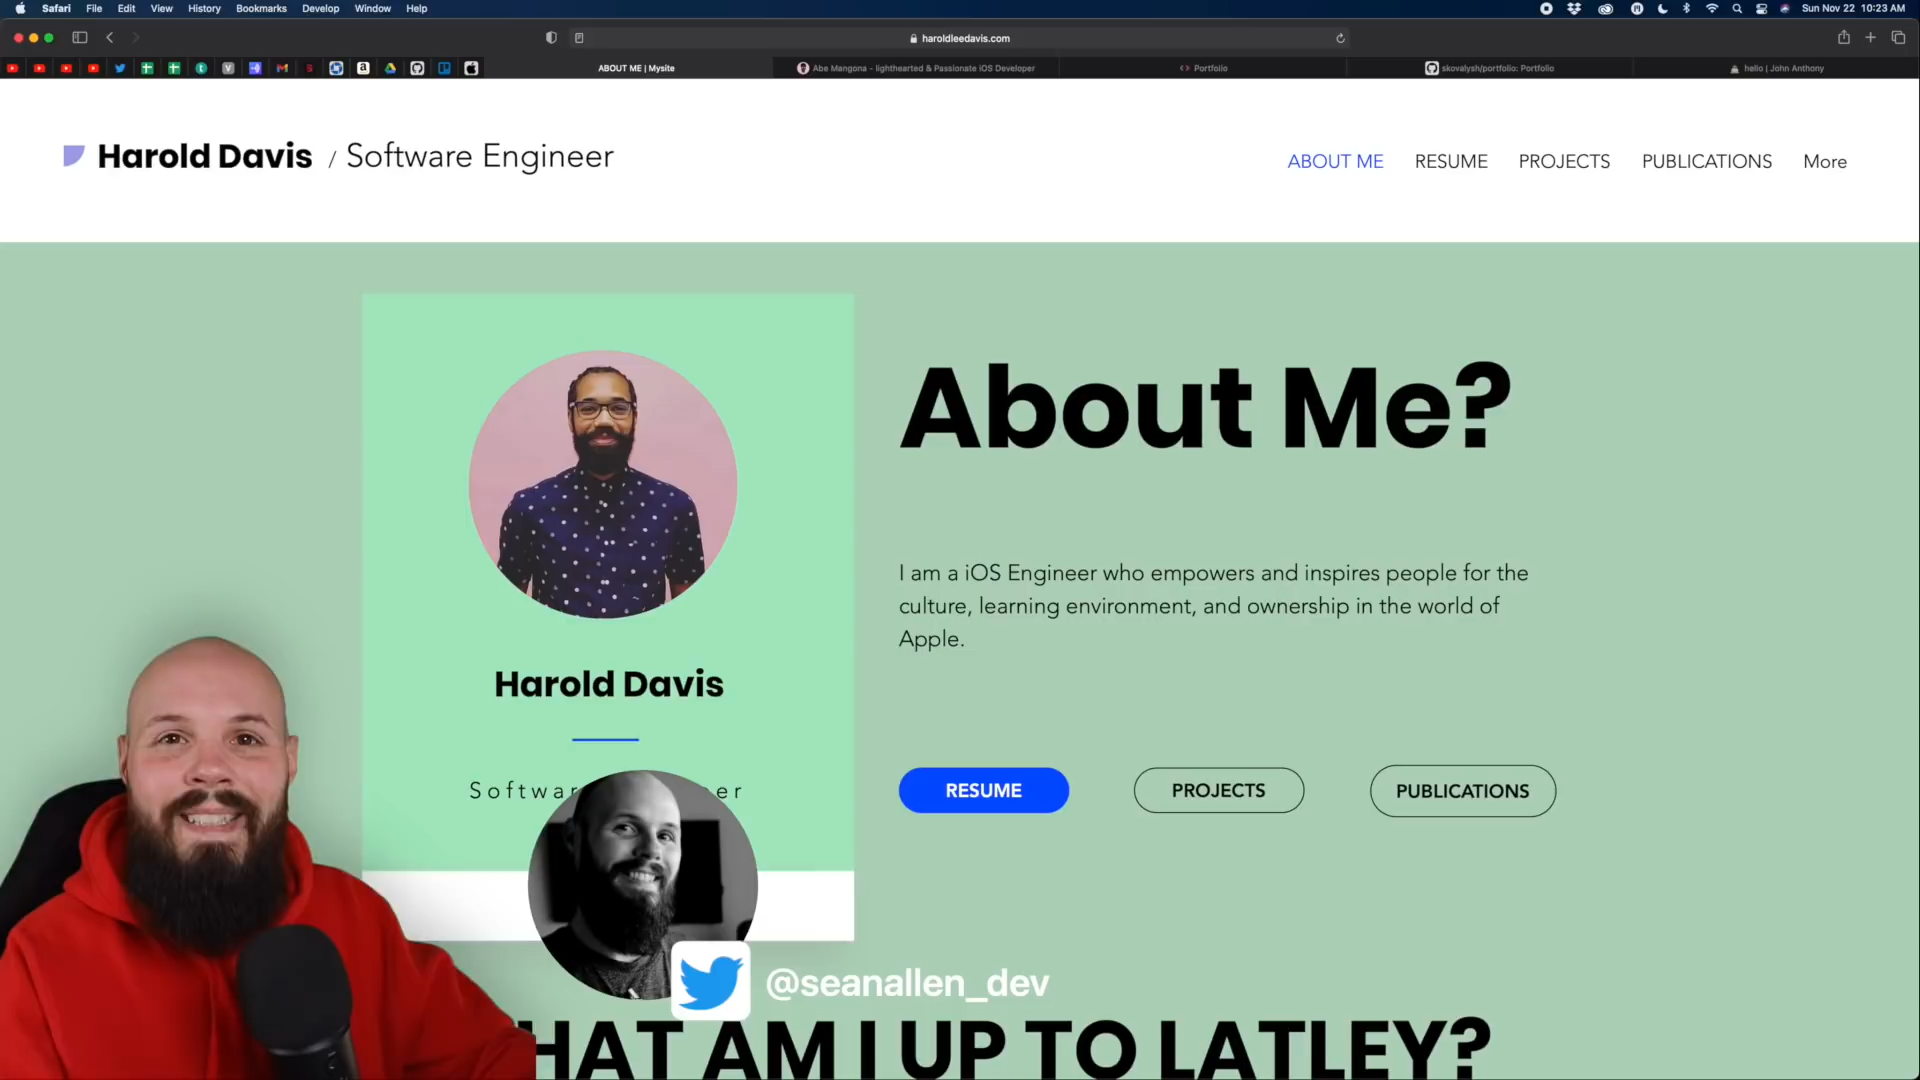 Safari File Edit View History Bookmarks Develop Window Help
Sun Nov 22 10:23 AM
haroldleedavis.com
ABOUT ME | Mysite
Abe Mangona - lighthearted & Passionate iOS Developer
Portfolio
skovalysh/portfolio: Portfolio
hello | John Anthony
Harold Davis / Software Engineer
ABOUT ME RESUME PROJECTS PUBLICATIONS More
About Me?
I am a iOS Engineer who empowers and inspires people for the
culture, learning environment, and ownership in the world of
Apple.
Harold Davis
Softwar er
RESUME PROJECTS PUBLICATIONS
@seanallen_dev
HAT AM I UP TO LATLEY?